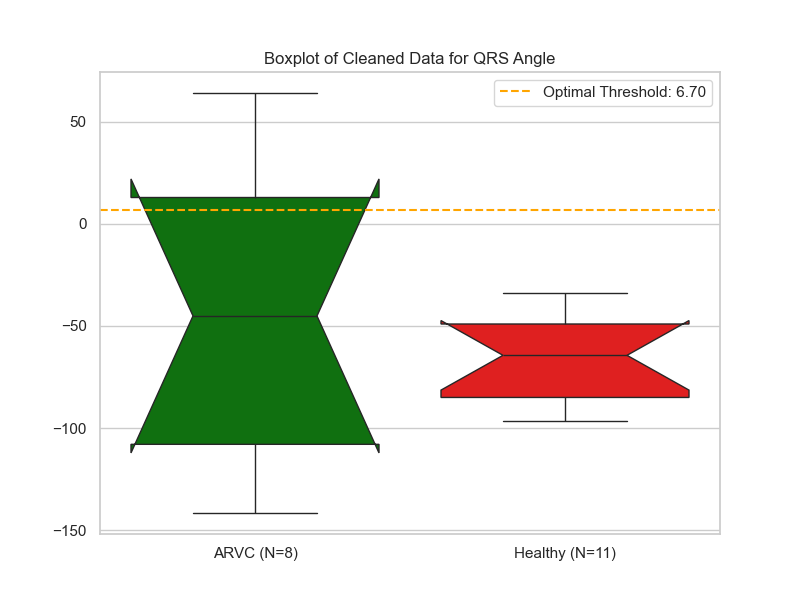 Boxplot of Cleaned Data for QRS Angle
Optimal Threshold: 6.70
50
0
−50
−100
−150
ARVC (N=8)
Healthy (N=11)